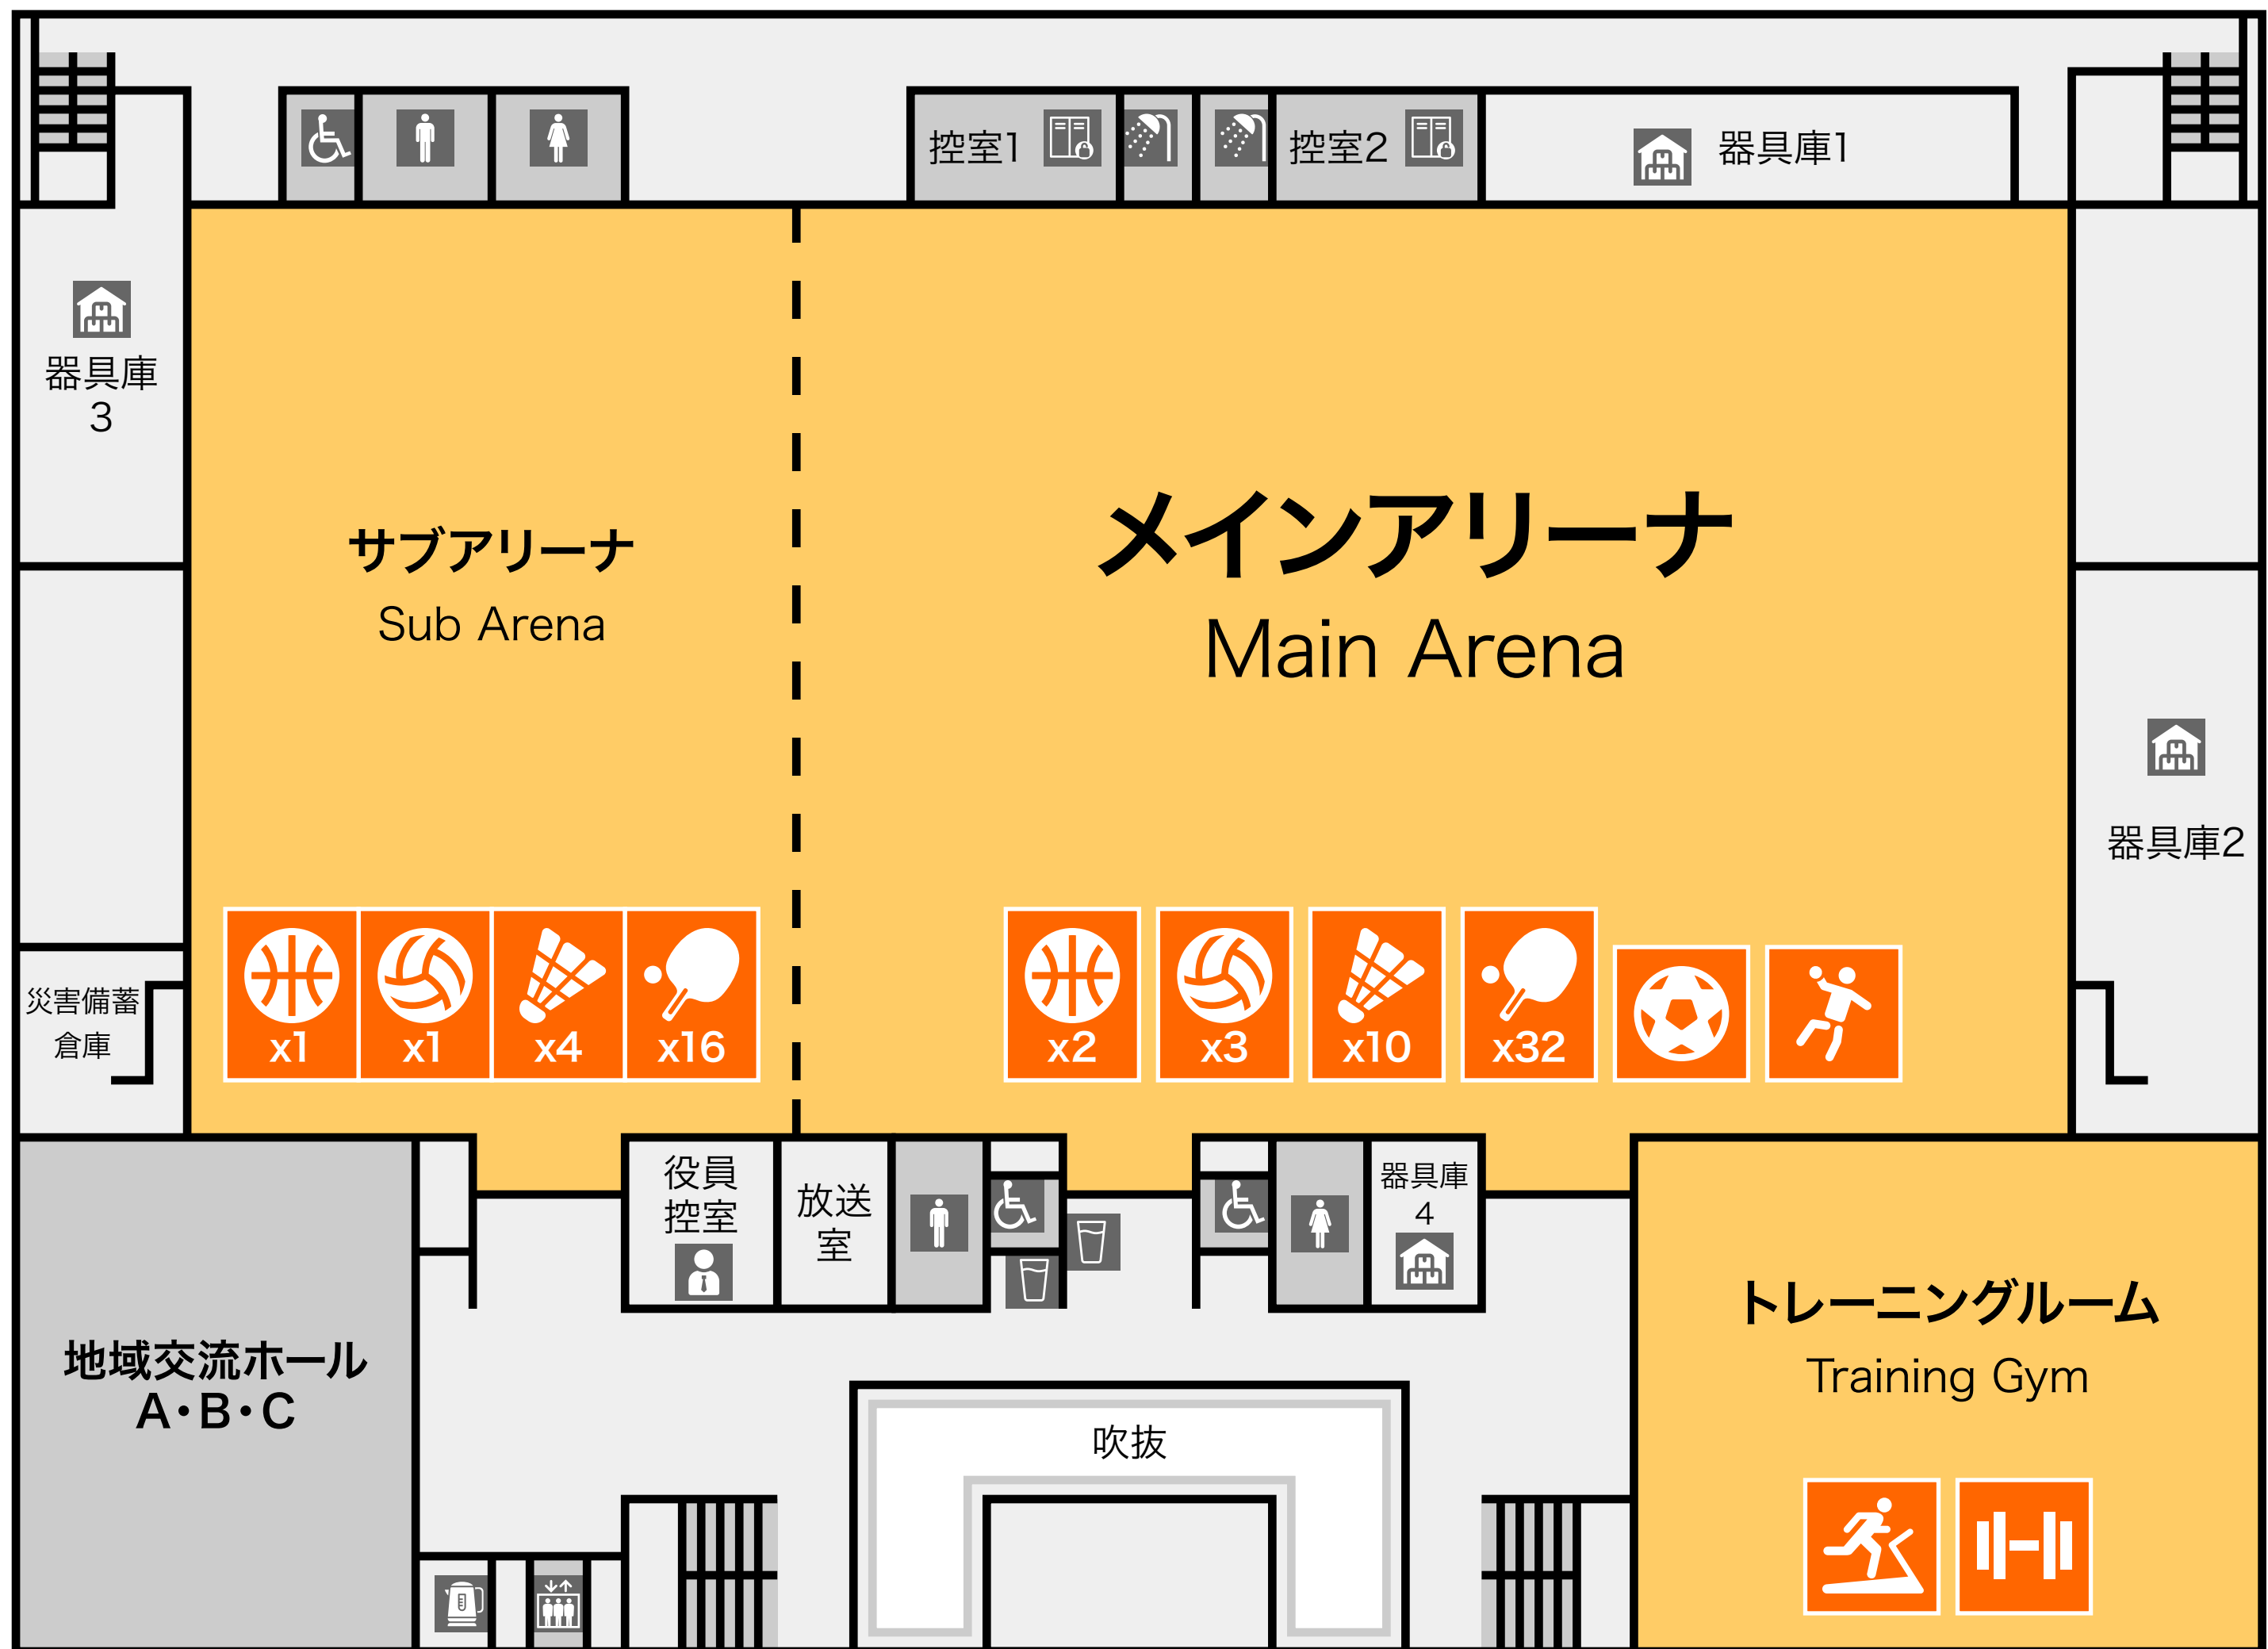 控室1
控室2
器具庫1
器具庫
3
サブアリーナ
Sub Arena
メインアリーナ
Main Arena
器具庫2
x1
x1
x4
x16
x2
x3
x10
x32
災害備蓄
倉庫
役員
控室
放送
室
器具庫
4
地域交流ホール
A・B・C
吹抜
トレーニングルーム
Training Gym